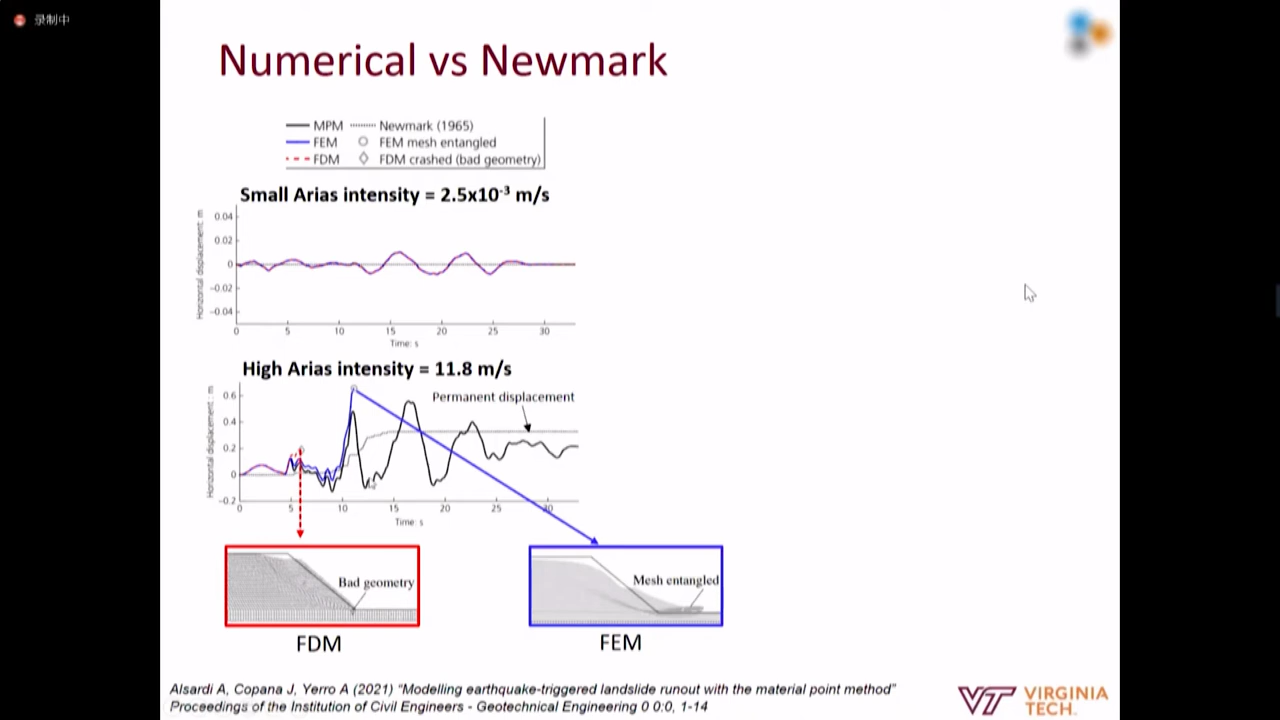 录制中
Numerical vs Newmark
MPM Newmark (1965)
FEM FEM mesh entangled
FDM FDM crashed (bad geometry)
Small Arias intensity = 2.5x10⁻³ m/s
Horizontal displacement: m
0.04
0.02
0
−0.02
−0.04
0 5 10 15 20 25 30
Time: s
High Arias intensity = 11.8 m/s
Horizontal displacement: m
0.6
0.4
0.2
0
−0.2
Permanent displacement
0 5 10 15 20 25 30
Time: s
Bad geometry
Mesh entangled
FDM
FEM
Alsardi A, Copana J, Yerro A (2021) “Modelling earthquake-triggered landslide runout with the material point method”
Proceedings of the Institution of Civil Engineers - Geotechnical Engineering 0 0:0, 1-14
VT VIRGINIA
TECH.